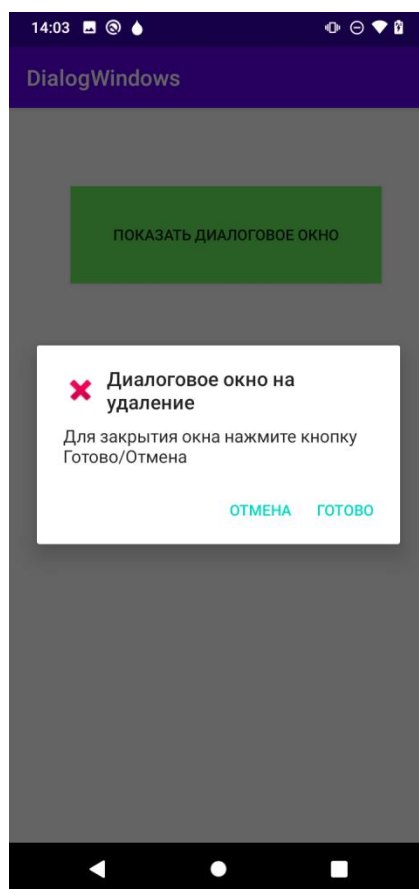 14:03
DialogWindows
ПОКАЗАТЬ ДИАЛОГОВОЕ ОКНО
Диалоговое окно на
удаление
Для закрытия окна нажмите кнопку
Готово/Отмена
ОТМЕНА ГОТОВО